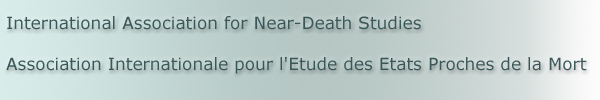 International Association for Near-Death Studies
Association Internationale pour l'Etude des Etats Proches de la Mort